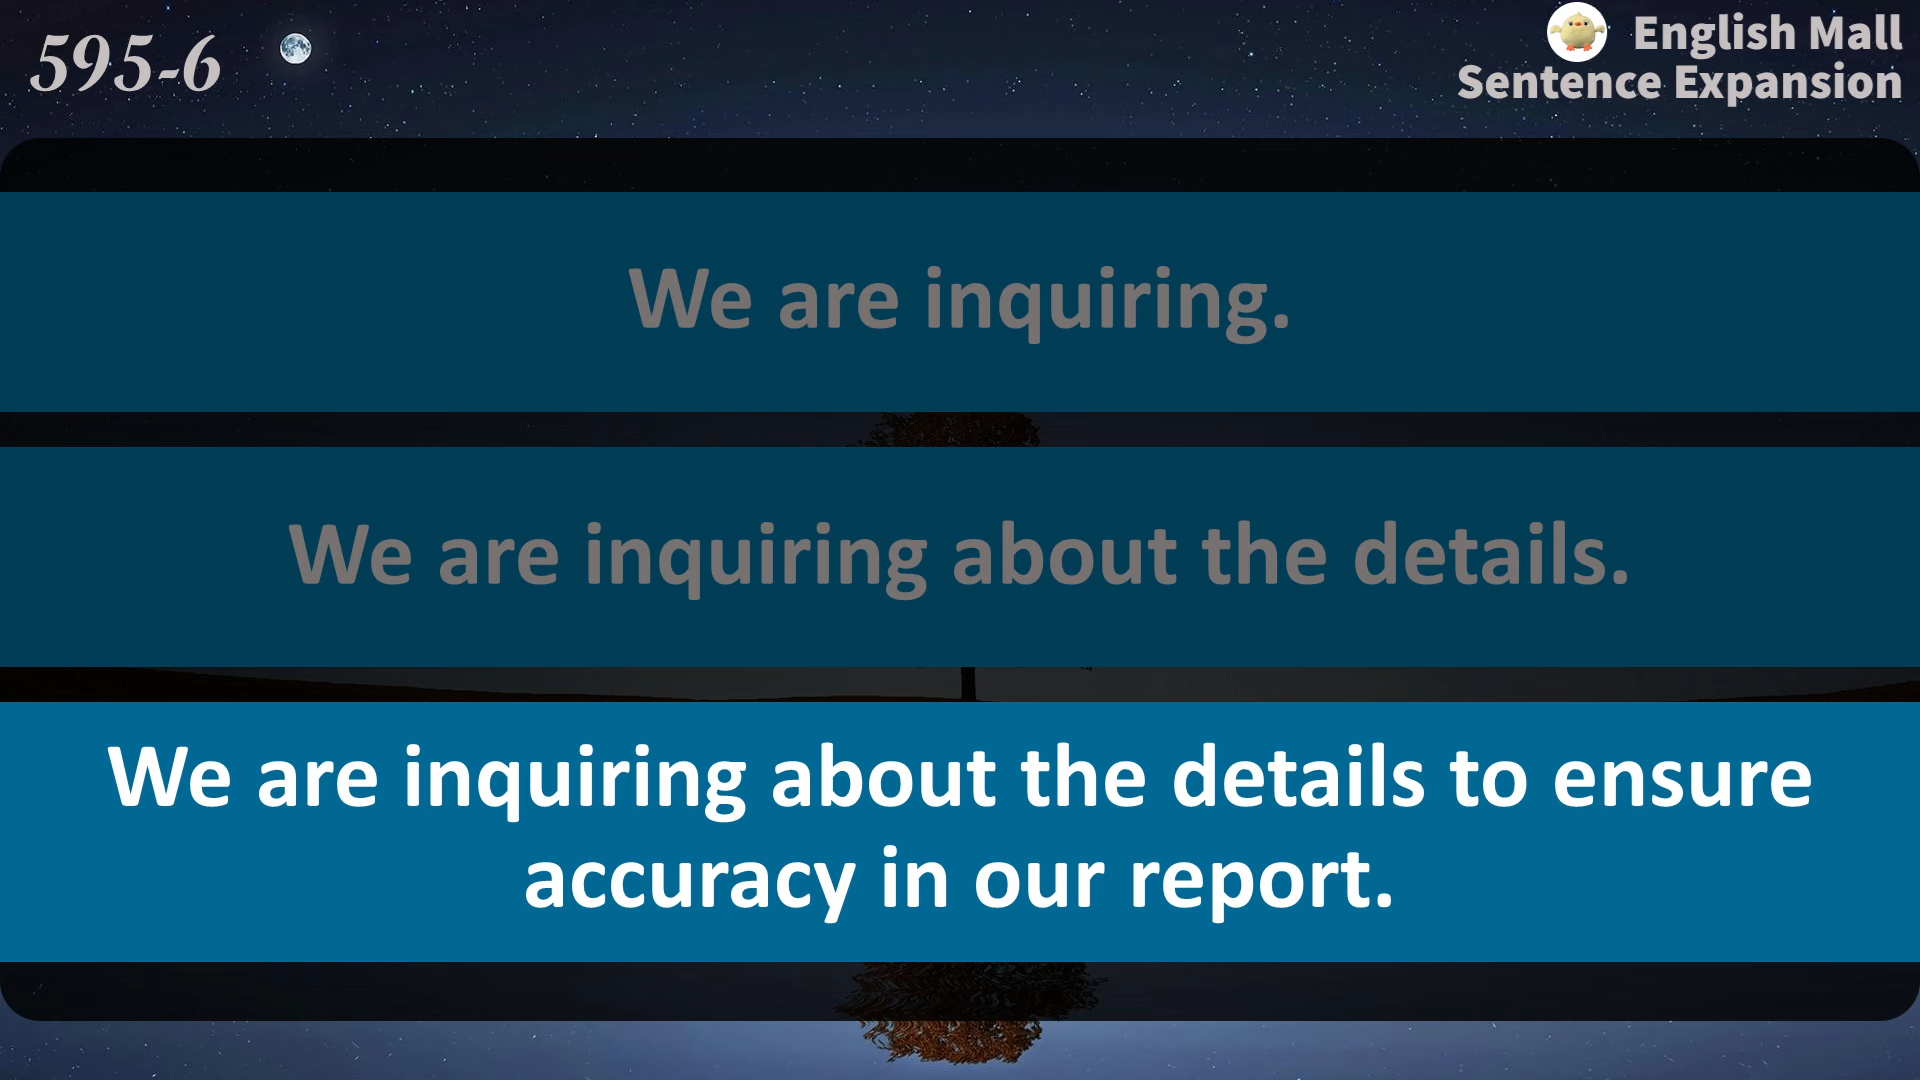 595-6
English Mall
Sentence Expansion
We are inquiring.
We are inquiring about the details.
We are inquiring about the details to ensure
accuracy in our report.